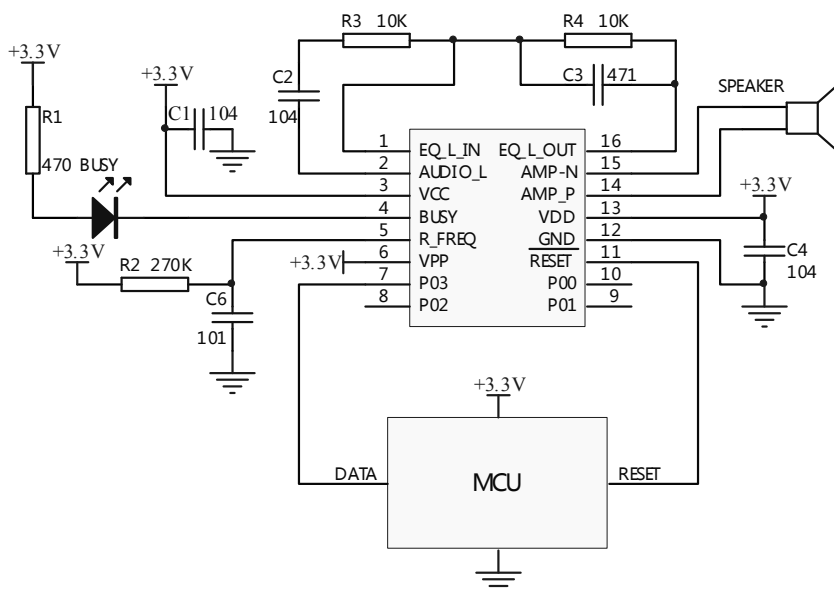 R3 10K
R4 10K
+3.3V
+3.3V
C2
104
C3 471
SPEAKER
R1
C1 104
470 BUSY
1 EQ_L_IN EQ_L_OUT 16
2 AUDIO_L AMP-N 15
3 VCC AMP_P 14
4 BUSY VDD 13
5 R_FREQ GND 12
6 VPP RESET 11
7 P03 P00 10
8 P02 P01 9
+3.3V
C4
104
+3.3V
R2 270K
+3.3V
C6
101
+3.3V
DATA
MCU
RESET